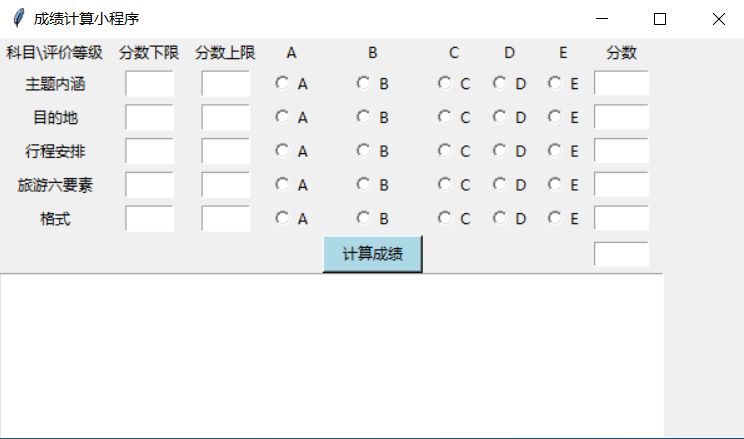 成绩计算小程序
科目\评价等级 分数下限 分数上限 A B C D E 分数
主题内涵 A B C D E
目的地 A B C D E
行程安排 A B C D E
旅游六要素 A B C D E
格式 A B C D E
计算成绩